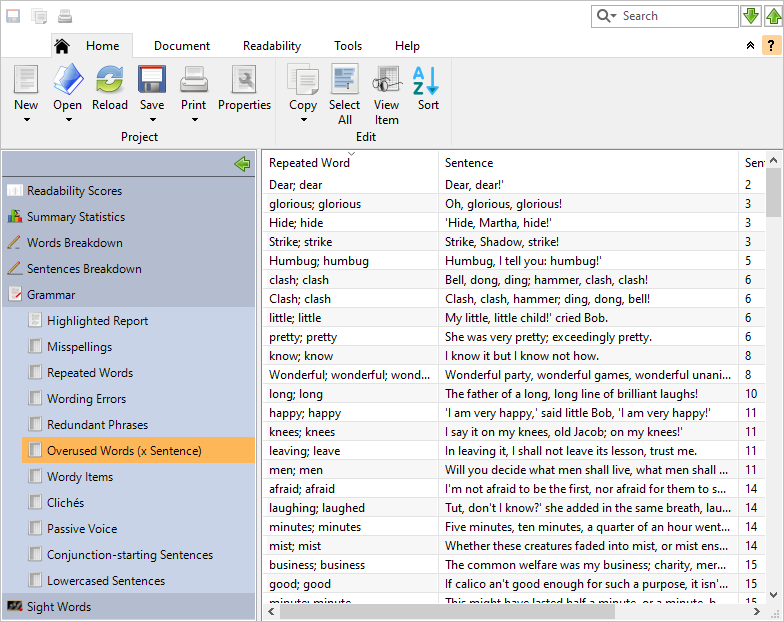 Search
Home Document Readability Tools Help
?
New Open Reload Save Print Properties Copy Select All View Item Sort
Project Edit
Readability Scores
Summary Statistics
Words Breakdown
Sentences Breakdown
Grammar
Highlighted Report
Misspellings
Repeated Words
Wording Errors
Redundant Phrases
Overused Words (x Sentence)
Wordy Items
Clichés
Passive Voice
Conjunction-starting Sentences
Lowercased Sentences
Sight Words
Repeated Word Sentence Sent
Dear; dear Dear, dear!' 2
glorious; glorious Oh, glorious, glorious! 3
Hide; hide 'Hide, Martha, hide!' 3
Strike; strike Strike, Shadow, strike! 3
Humbug; humbug Humbug, I tell you: humbug!' 5
clash; clash Bell, dong, ding; hammer, clash, clash! 6
Clash; clash Clash, clash, hammer; ding, dong, bell! 6
little; little My little, little child!' cried Bob. 6
pretty; pretty She was very pretty; exceedingly pretty. 6
know; know I know it but I know not how. 8
Wonderful; wonderful; wond... Wonderful party, wonderful games, wonderful unani... 8
long; long The father of a long, long line of brilliant laughs! 10
happy; happy 'I am very happy,' said little Bob, 'I am very happy!' 11
knees; knees I say it on my knees, old Jacob; on my knees!' 11
leaving; leave In leaving it, I shall not leave its lesson, trust me. 11
men; men Will you decide what men shall live, what men shall ... 11
afraid; afraid I'm not afraid to be the first, nor afraid for them to s... 14
laughing; laughed Tut, don't I know?' she added in the same breath, lau... 14
minutes; minutes Five minutes, ten minutes, a quarter of an hour went... 14
mist; mist Whether these creatures faded into mist, or mist ens... 14
business; business The common welfare was my business; charity, mer... 15
good; good If calico an't good enough for such a purpose, it isn'... 15
minute; minute This might have lasted half a minute, or a minute, b... 15